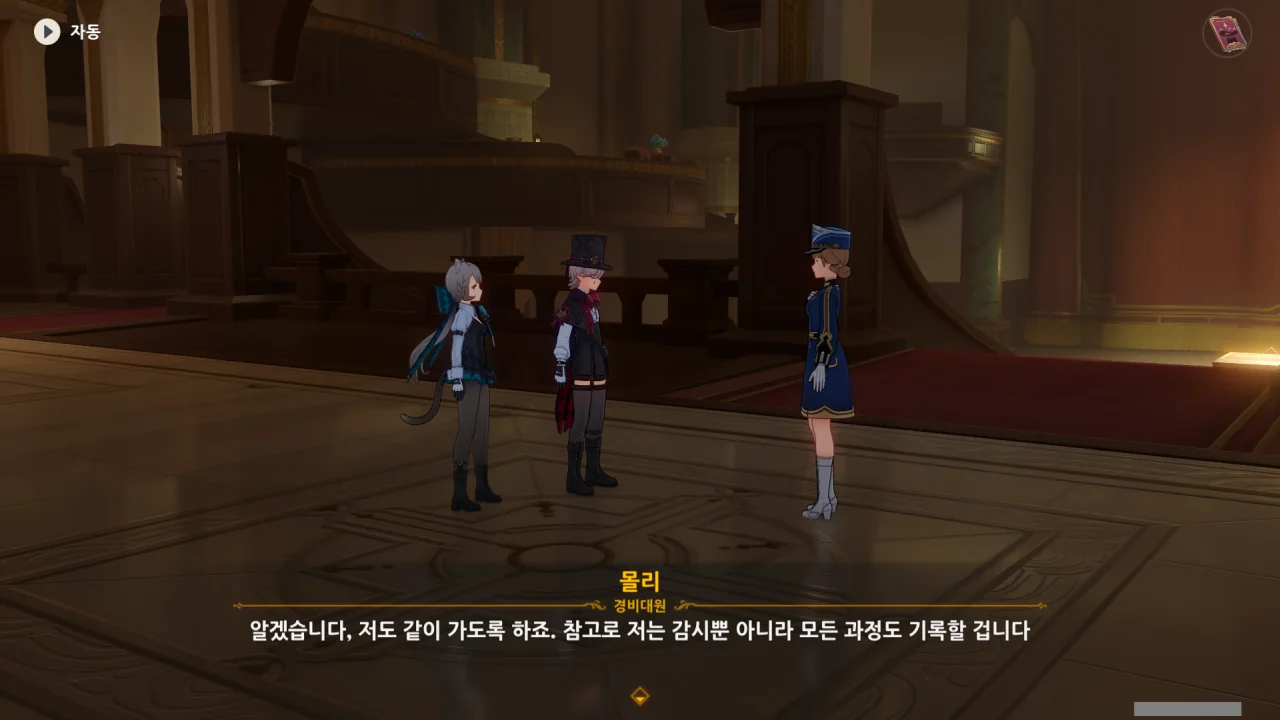 자동
몰리
경비대원
알겠습니다, 저도 같이 가도록 하죠. 참고로 저는 감시뿐 아니라 모든 과정도 기록할 겁니다